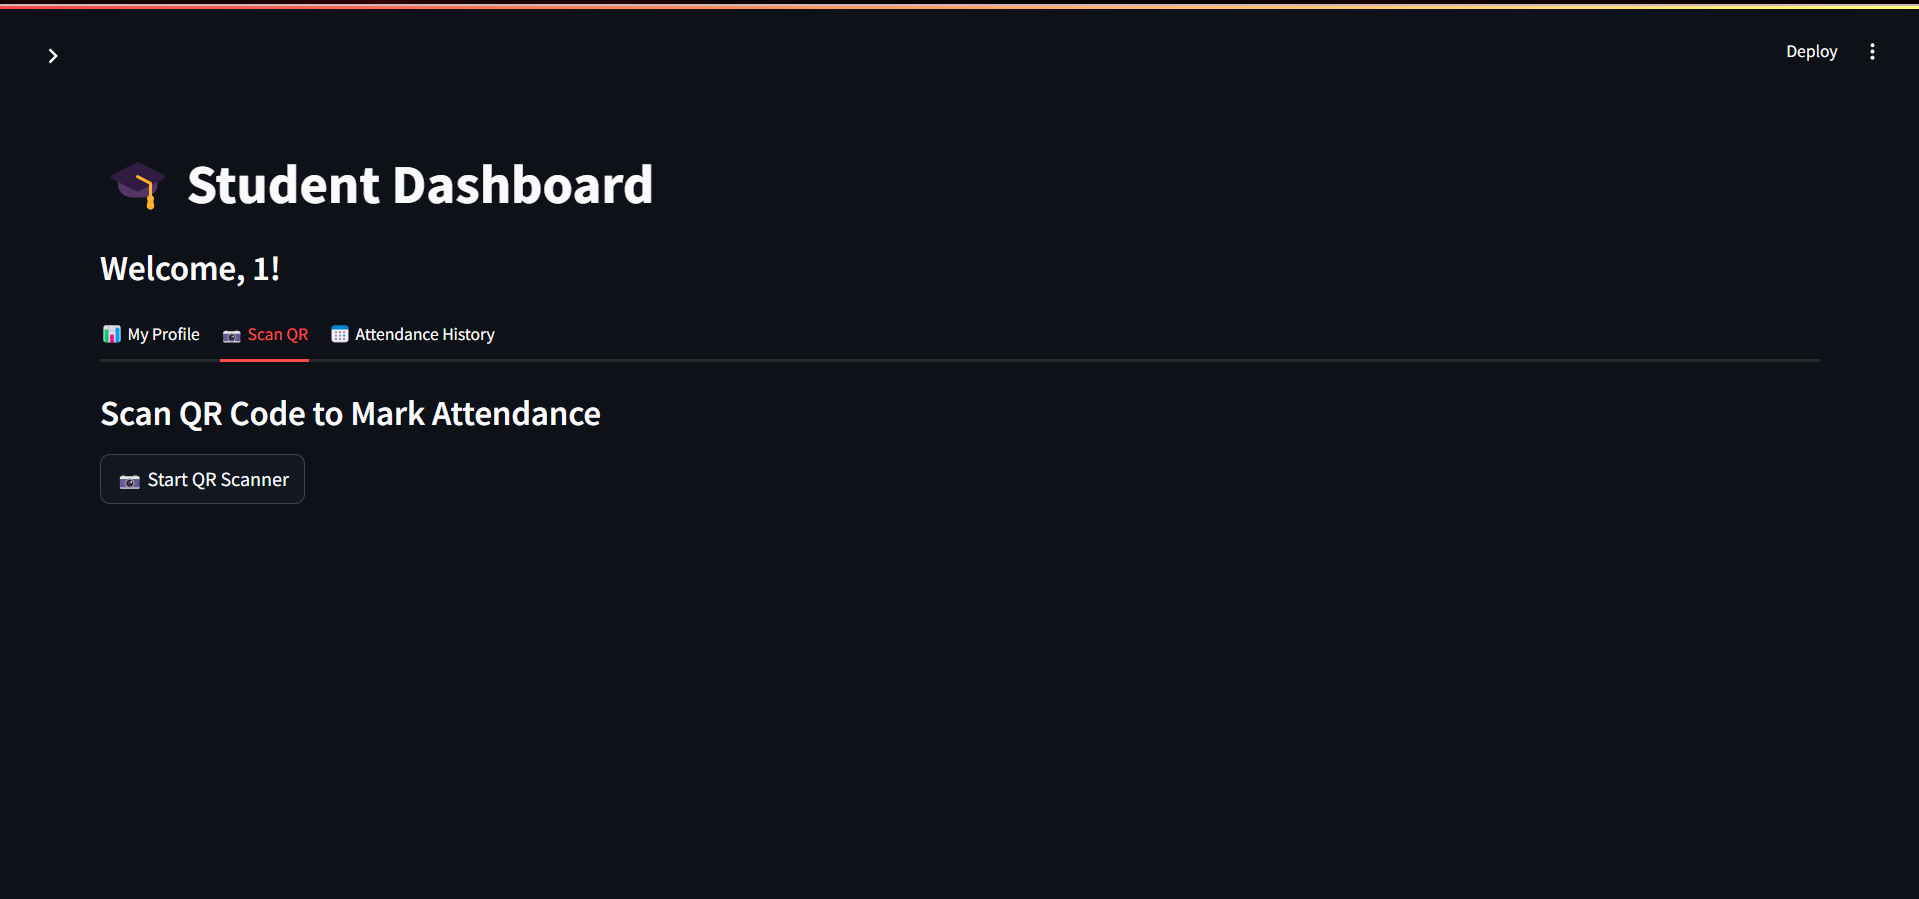 Deploy
Student Dashboard
Welcome, 1!
My Profile Scan QR Attendance History
Scan QR Code to Mark Attendance
Start QR Scanner